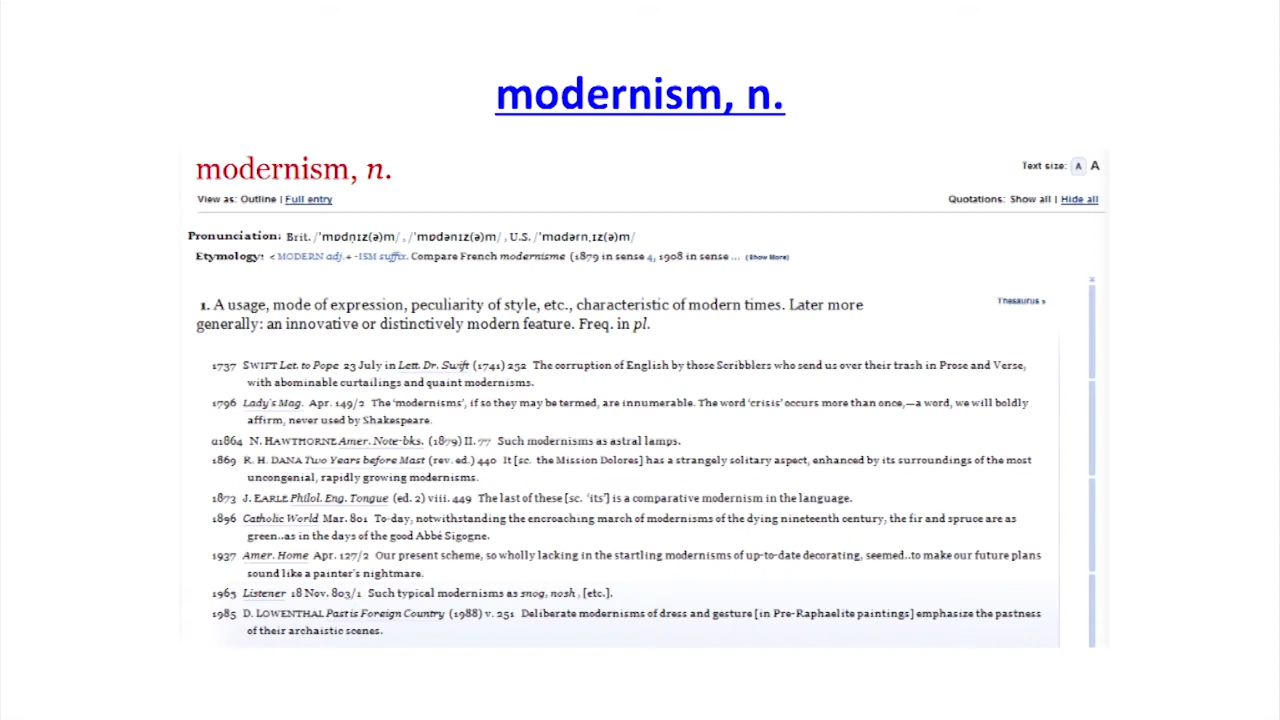 modernism, n.
modernism, n.
Text size: A A
View as: Outline | Full entry
Quotations: Show all | Hide all
Pronunciation: Brit. /ˈmɒdn̩ɪz(ə)m/ , /ˈmɒdənɪz(ə)m/ , U.S. /ˈmɑdərnˌɪz(ə)m/
Etymology: < MODERN adj. + -ISM suffix. Compare French modernisme (1879 in sense 4, 1908 in sense ... (Show More)
1. A usage, mode of expression, peculiarity of style, etc., characteristic of modern times. Later more
generally: an innovative or distinctively modern feature. Freq. in pl.
Thesaurus »
1737 SWIFT Let. to Pope 23 July in Lett. Dr. Swift (1741) 252 The corruption of English by those Scribblers who send us over their trash in Prose and Verse,
with abominable curtailings and quaint modernisms.
1796 Lady's Mag. Apr. 149/2 The ‘modernisms’, if so they may be termed, are innumerable. The word ‘crisis’ occurs more than once,—a word, we will boldly
affirm, never used by Shakespeare.
a1864 N. HAWTHORNE Amer. Note-bks. (1879) II. 77 Such modernisms as astral lamps.
1869 R. H. DANA Two Years before Mast (rev. ed.) 440 It [sc. the Mission Dolores] has a strangely solitary aspect, enhanced by its surroundings of the most
uncongenial, rapidly growing modernisms.
1873 J. EARLE Philol. Eng. Tongue (ed. 2) viii. 449 The last of these [sc. ‘its’] is a comparative modernism in the language.
1896 Catholic World Mar. 801 To-day, notwithstanding the encroaching march of modernisms of the dying nineteenth century, the fir and spruce are as
green..as in the days of the good Abbé Sigogne.
1937 Amer. Home Apr. 127/2 Our present scheme, so wholly lacking in the startling modernisms of up-to-date decorating, seemed..to make our future plans
sound like a painter's nightmare.
1965 Listener 18 Nov. 803/1 Such typical modernisms as snog, nosh , [etc.].
1985 D. LOWENTHAL Past is Foreign Country (1988) v. 251 Deliberate modernisms of dress and gesture [in Pre-Raphaelite paintings] emphasize the pastness
of their archaistic scenes.